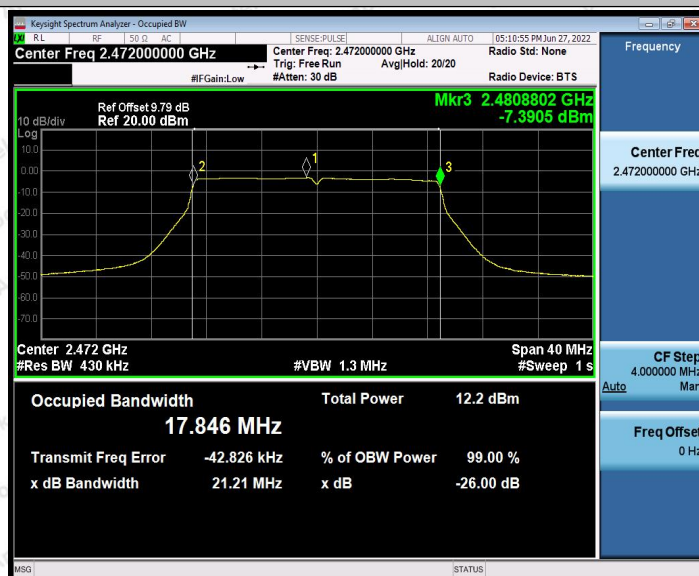 Keysight Spectrum Analyzer - Occupied BW
LXI RL RF 50 Ω AC SENSE:PULSE ALIGN AUTO 05:10:55 PM Jun 27, 2022
Center Freq 2.472000000 GHz
Center Freq: 2.472000000 GHz Radio Std: None
Trig: Free Run Avg|Hold: 20/20
#IFGain:Low #Atten: 30 dB Radio Device: BTS
Ref Offset 9.79 dB Mkr3 2.4808802 GHz
10 dB/div Ref 20.00 dBm -7.3905 dBm
Log
10.0
0.00
-10.0
-20.0
-30.0
-40.0
-50.0
-60.0
-70.0
2
1
3
Center 2.472 GHz Span 40 MHz
#Res BW 430 kHz #VBW 1.3 MHz #Sweep 1 s
Occupied Bandwidth Total Power 12.2 dBm
17.846 MHz
Transmit Freq Error -42.826 kHz % of OBW Power 99.00 %
x dB Bandwidth 21.21 MHz x dB -26.00 dB
MSG STATUS
Frequency
Center Freq
2.472000000 GHz
CF Step
4.000000 MHz
Auto Man
Freq Offset
0 Hz